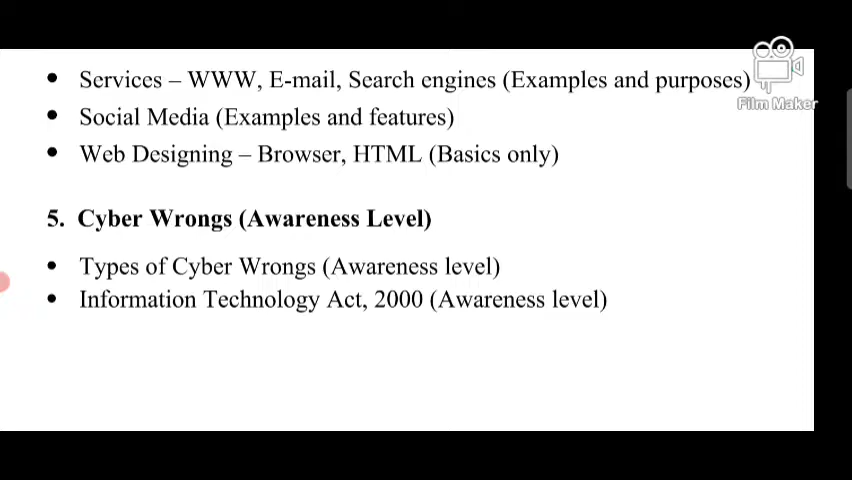 • Services – WWW, E-mail, Search engines (Examples and purposes)
Film Maker
• Social Media (Examples and features)
• Web Designing – Browser, HTML (Basics only)
5. Cyber Wrongs (Awareness Level)
• Types of Cyber Wrongs (Awareness level)
• Information Technology Act, 2000 (Awareness level)